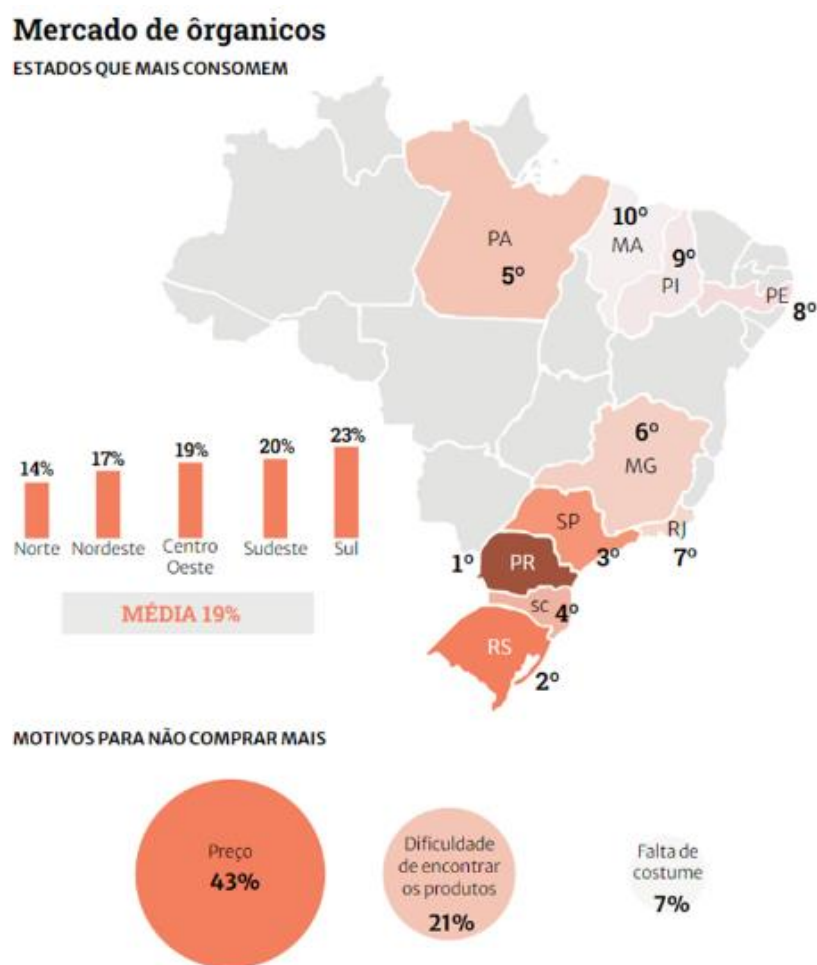 Mercado de ôrganicos
ESTADOS QUE MAIS CONSOMEM
10º
MA
PA
5º
9º
PI
PE
8º
6º
MG
14%
17%
19%
20%
23%
Norte
Nordeste
Centro
Oeste
Sudeste
Sul
MÉDIA 19%
SP
3º
RJ
7º
1º
PR
SC
4º
RS
2º
MOTIVOS PARA NÃO COMPRAR MAIS
Preço
43%
Dificuldade
de encontrar
os produtos
21%
Falta de
costume
7%